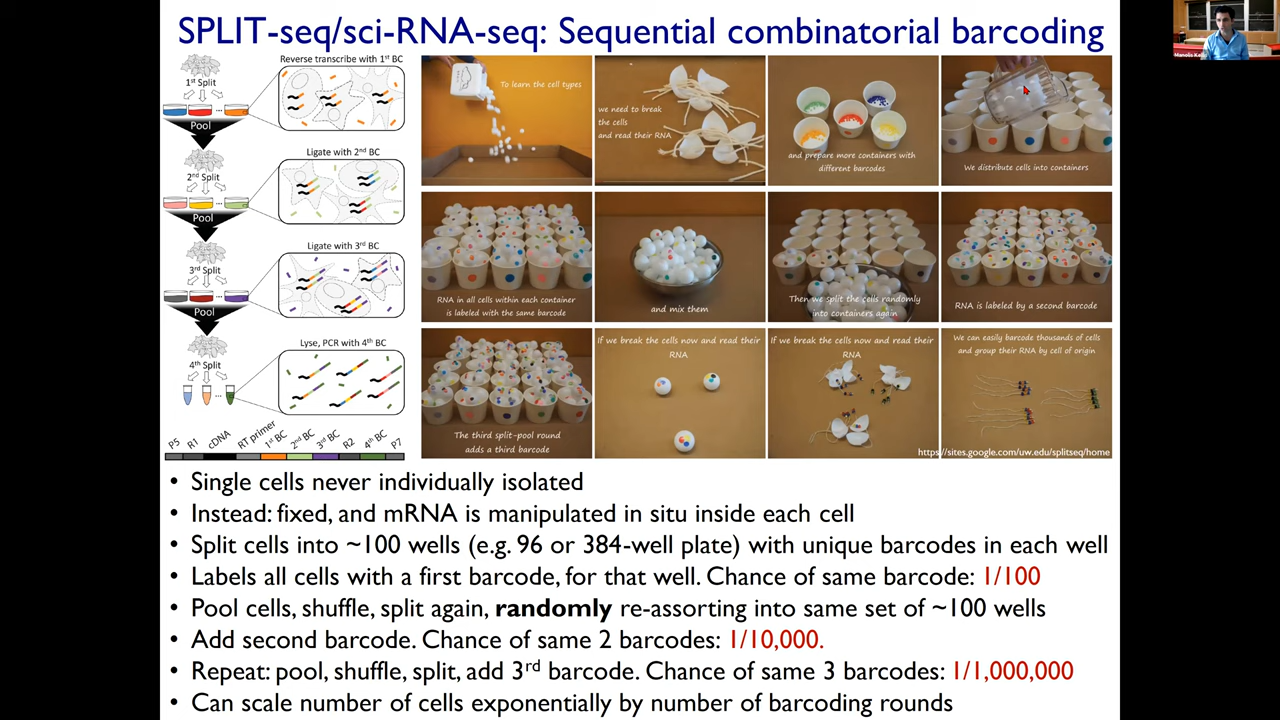 SPLIT-seq/sci-RNA-seq: Sequential combinatorial barcoding
Reverse transcribe with 1st BC
1st Split
Pool
Ligate with 2nd BC
2nd Split
Pool
Ligate with 3rd BC
3rd Split
Pool
Lyse, PCR with 4th BC
4th Split
P5
R1
cDNA
RT primer
1st BC
2nd BC
3rd BC
R2
4th BC
P7
To learn the cell types
we need to break
the cells
and read their RNA
and prepare more containers with
different barcodes
We distribute cells into containers
RNA in all cells within each container
is labeled with the same barcode
and mix them
Then we split the cells randomly
into containers again
RNA is labeled by a second barcode
The third split-pool round
adds a third barcode
If we break the cells now and read their
RNA
If we break the cells now and read their
RNA
We can easily barcode thousands of cells
and group their RNA by cell of origin
https://sites.google.com/uw.edu/splitseq/home
• Single cells never individually isolated
• Instead: fixed, and mRNA is manipulated in situ inside each cell
• Split cells into ~100 wells (e.g. 96 or 384-well plate) with unique barcodes in each well
• Labels all cells with a first barcode, for that well. Chance of same barcode: 1/100
• Pool cells, shuffle, split again, randomly re-assorting into same set of ~100 wells
• Add second barcode. Chance of same 2 barcodes: 1/10,000.
• Repeat: pool, shuffle, split, add 3rd barcode. Chance of same 3 barcodes: 1/1,000,000
• Can scale number of cells exponentially by number of barcoding rounds